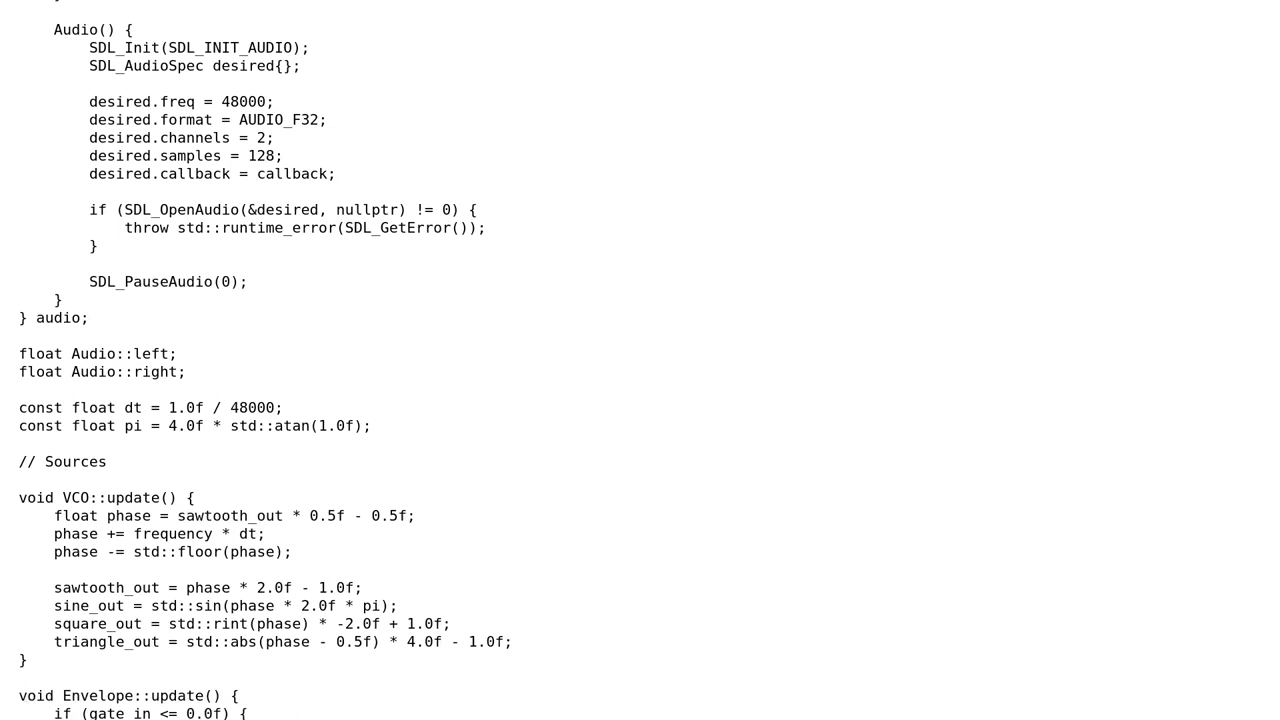 Audio() {
        SDL_Init(SDL_INIT_AUDIO);
        SDL_AudioSpec desired{};

        desired.freq = 48000;
        desired.format = AUDIO_F32;
        desired.channels = 2;
        desired.samples = 128;
        desired.callback = callback;

        if (SDL_OpenAudio(&desired, nullptr) != 0) {
            throw std::runtime_error(SDL_GetError());
        }

        SDL_PauseAudio(0);
    }
} audio;

float Audio::left;
float Audio::right;

const float dt = 1.0f / 48000;
const float pi = 4.0f * std::atan(1.0f);

// Sources

void VCO::update() {
    float phase = sawtooth_out * 0.5f - 0.5f;
    phase += frequency * dt;
    phase -= std::floor(phase);

    sawtooth_out = phase * 2.0f - 1.0f;
    sine_out = std::sin(phase * 2.0f * pi);
    square_out = std::rint(phase) * -2.0f + 1.0f;
    triangle_out = std::abs(phase - 0.5f) * 4.0f - 1.0f;
}

void Envelope::update() {
    if (gate_in <= 0.0f) {